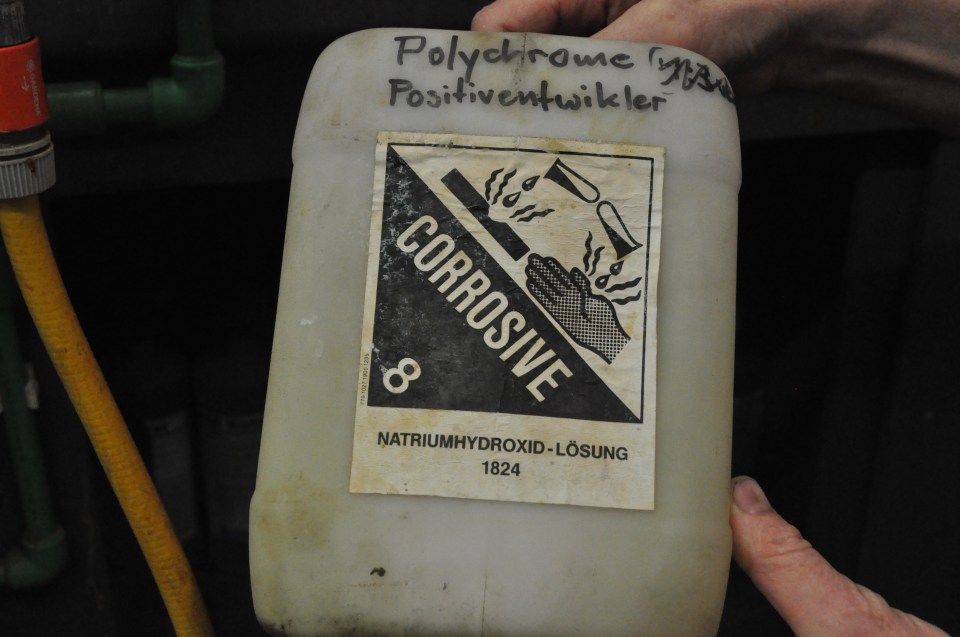 Polychrome
Positiventwikler
CORROSIVE
8
NATRIUMHYDROXID-LÖSUNG
1824